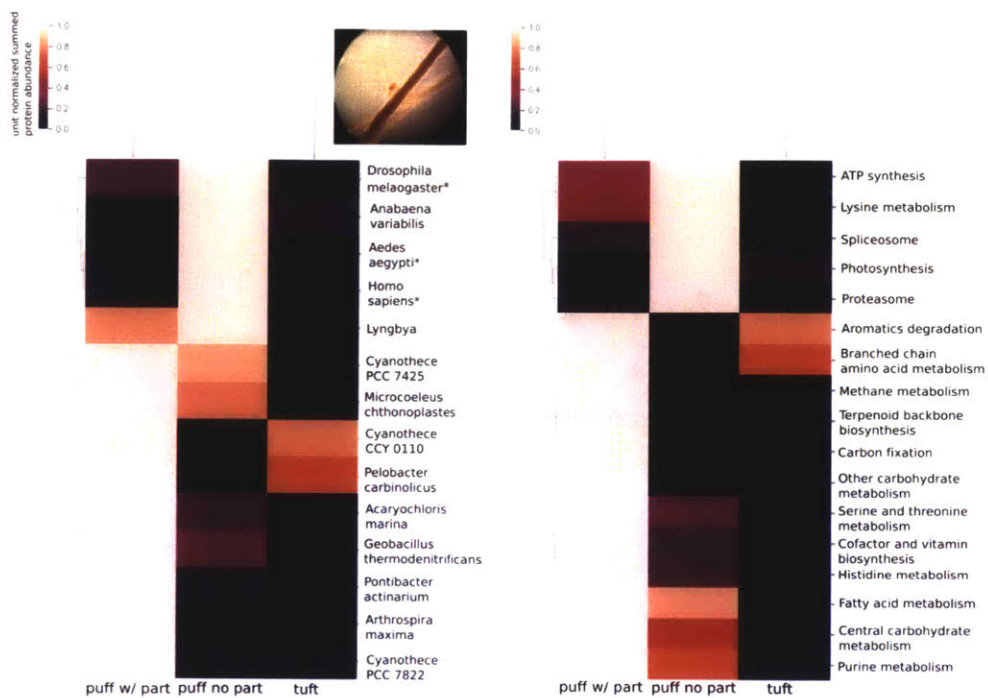 unit normalized summed
protein abundance
1.0
0.8
0.6
0.4
0.2
0.0
1.0
0.8
0.6
0.4
0.2
0.0
Drosophila
melaogaster*
Anabaena
variabilis
Aedes
aegypti*
Homo
sapiens*
Lyngbya
Cyanothece
PCC 7425
Microcoeleus
chthonoplastes
Cyanothece
CCY 0110
Pelobacter
carbinolicus
Acaryochloris
marina
Geobacillus
thermodenitrificans
Pontibacter
actinarium
Arthrospira
maxima
Cyanothece
PCC 7822
puff w/ part puff no part tuft
ATP synthesis
Lysine metabolism
Spliceosome
Photosynthesis
Proteasome
Aromatics degradation
Branched chain
amino acid metabolism
Methane metabolism
Terpenoid backbone
biosynthesis
Carbon fixation
Other carbohydrate
metabolism
Serine and threonine
metabolism
Cofactor and vitamin
biosynthesis
Histidine metabolism
Fatty acid metabolism
Central carbohydrate
metabolism
Purine metabolism
puff w/ part puff no part tuft